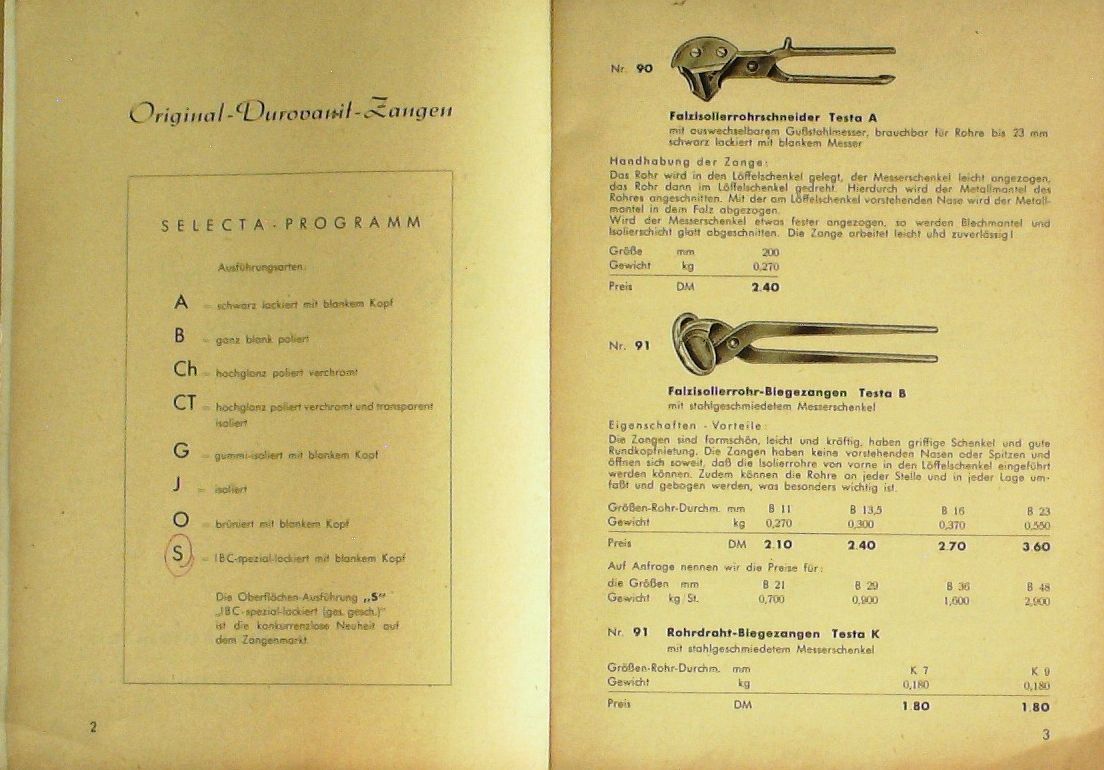 Original-Durovanit-Zangen
SELECTA-PROGRAMM
Ausführungsarten:
A = schwarz lackiert mit blankem Kopf
B = ganz blank poliert
Ch = hochglanz poliert verchromt
CT = hochglanz poliert verchromt und transparent
isoliert
G = gummi-isoliert mit blankem Kopf
J = isoliert
O = brüniert mit blankem Kopf
S = IBC-spezial-lackiert mit blankem Kopf
Die Oberflächen-Ausführung „S“
„IBC-spezial-lackiert (ges. gesch.)“
ist die konkurrenzlose Neuheit auf
dem Zangenmarkt.
2
Nr. 90
Falzisolierrohrschneider Testa A
mit auswechselbarem Gußstahlmesser, brauchbar für Rohre bis 23 mm
schwarz lackiert mit blankem Messer
Handhabung der Zange:
Das Rohr wird in den Löffelschenkel gelegt, der Messerschenkel leicht angezogen,
das Rohr dann im Löffelschenkel gedreht. Hierdurch wird der Metallmantel des
Rohres angeschnitten. Mit der am Löffelschenkel vorstehenden Nase wird der Metall-
mantel in dem Falz abgezogen.
Wird der Messerschenkel etwas fester angezogen, so werden Blechmantel und
Isolierschicht glatt abgeschnitten. Die Zange arbeitet leicht und zuverlässig!
Größe mm 200
Gewicht kg 0,270
Preis DM 2.40
Nr. 91
Falzisolierrohr-Biegezangen Testa B
mit stahlgeschmiedetem Messerschenkel
Eigenschaften - Vorteile:
Die Zangen sind formschön, leicht und kräftig, haben griffige Schenkel und gute
Rundkopfnietung. Die Zangen haben keine vorstehenden Nasen oder Spitzen und
öffnen sich soweit, daß die Isolierrohre von vorne in den Löffelschenkel eingeführt
werden können. Zudem können die Rohre an jeder Stelle und in jeder Lage um-
faßt und gebogen werden, was besonders wichtig ist.
Größen-Rohr-Durchm. mm B 11 B 13,5 B 16 B 23
Gewicht kg 0,270 0,300 0,370 0,550
Preis DM 2.10 2.40 2.70 3.60
Auf Anfrage nennen wir die Preise für:
die Größen mm B 21 B 29 B 36 B 48
Gewicht kg/St. 0,700 0,900 1,600 2,900
Nr. 91 Rohrdraht-Biegezangen Testa K
mit stahlgeschmiedetem Messerschenkel
Größen-Rohr-Durchm. mm K 7 K 9
Gewicht kg 0,180 0,180
Preis DM 1.80 1.80
3